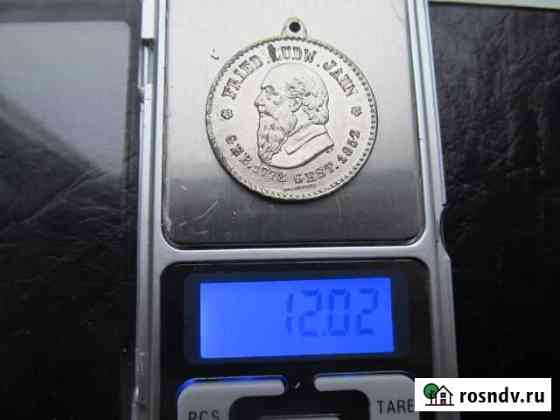 FRIED. LUDW. JAHN
GEB. 1778 GEST. 1852
12.02
PCS
TARE
rosndv.ru